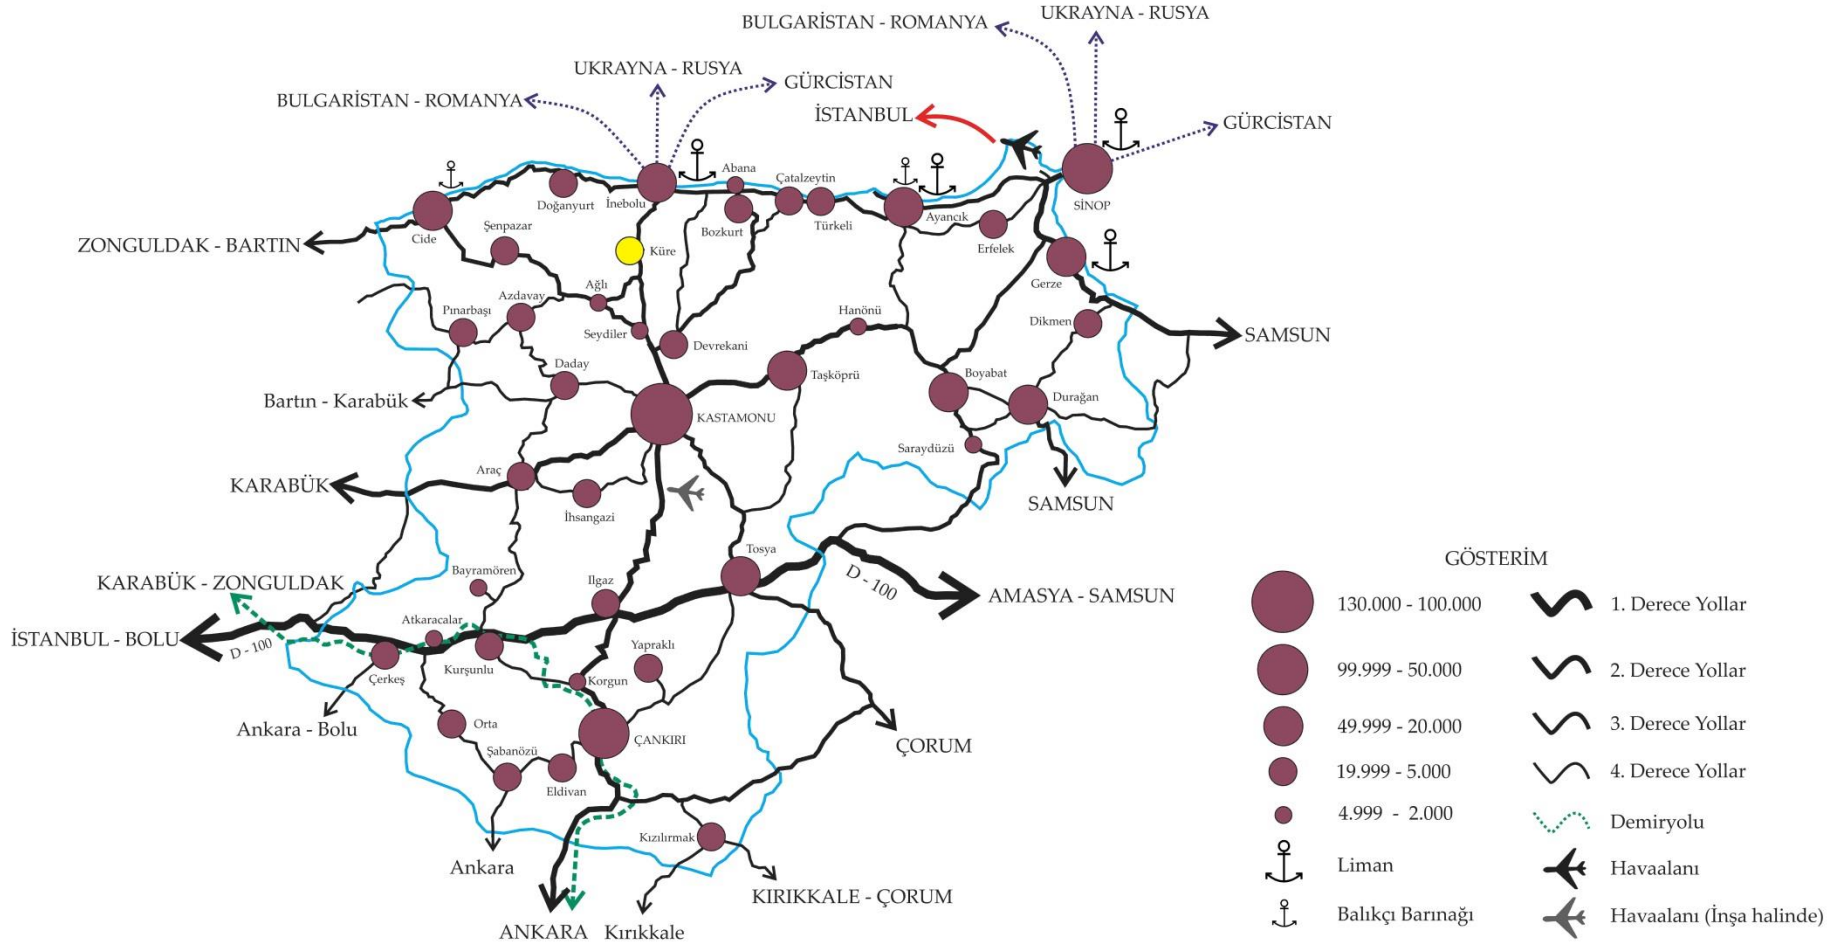 BULGARİSTAN - ROMANYA
UKRAYNA - RUSYA
UKRAYNA - RUSYA
GÜRCİSTAN
BULGARİSTAN - ROMANYA
İSTANBUL
GÜRCİSTAN
Abana
Çatalzeytin
Doğanyurt
İnebolu
Cide
Şenpazar
Bozkurt
Türkeli
Ayancık
SİNOP
Erfelek
ZONGULDAK - BARTIN
Küre
Gerze
Ağlı
Azdavay
Pınarbaşı
Seydiler
Hanönü
Dikmen
SAMSUN
Devrekani
Daday
Taşköprü
Boyabat
Durağan
Bartın - Karabük
KASTAMONU
Saraydüzü
Araç
KARABÜK
İhsangazi
SAMSUN
Tosya
KARABÜK - ZONGULDAK
Bayramören
Ilgaz
D - 100
AMASYA - SAMSUN
Atkaracalar
İSTANBUL - BOLU
D - 100
Yapraklı
Çerkeş
Kurşunlu
Korgun
Ankara - Bolu
Orta
ÇANKIRI
ÇORUM
Şabanözü
Eldivan
Kızılırmak
Ankara
KIRIKKALE - ÇORUM
ANKARA
Kırıkkale
GÖSTERİM
130.000 - 100.000
1. Derece Yollar
99.999 - 50.000
2. Derece Yollar
49.999 - 20.000
3. Derece Yollar
19.999 - 5.000
4. Derece Yollar
4.999 - 2.000
Demiryolu
Liman
Havaalanı
Balıkçı Barınağı
Havaalanı (İnşa halinde)